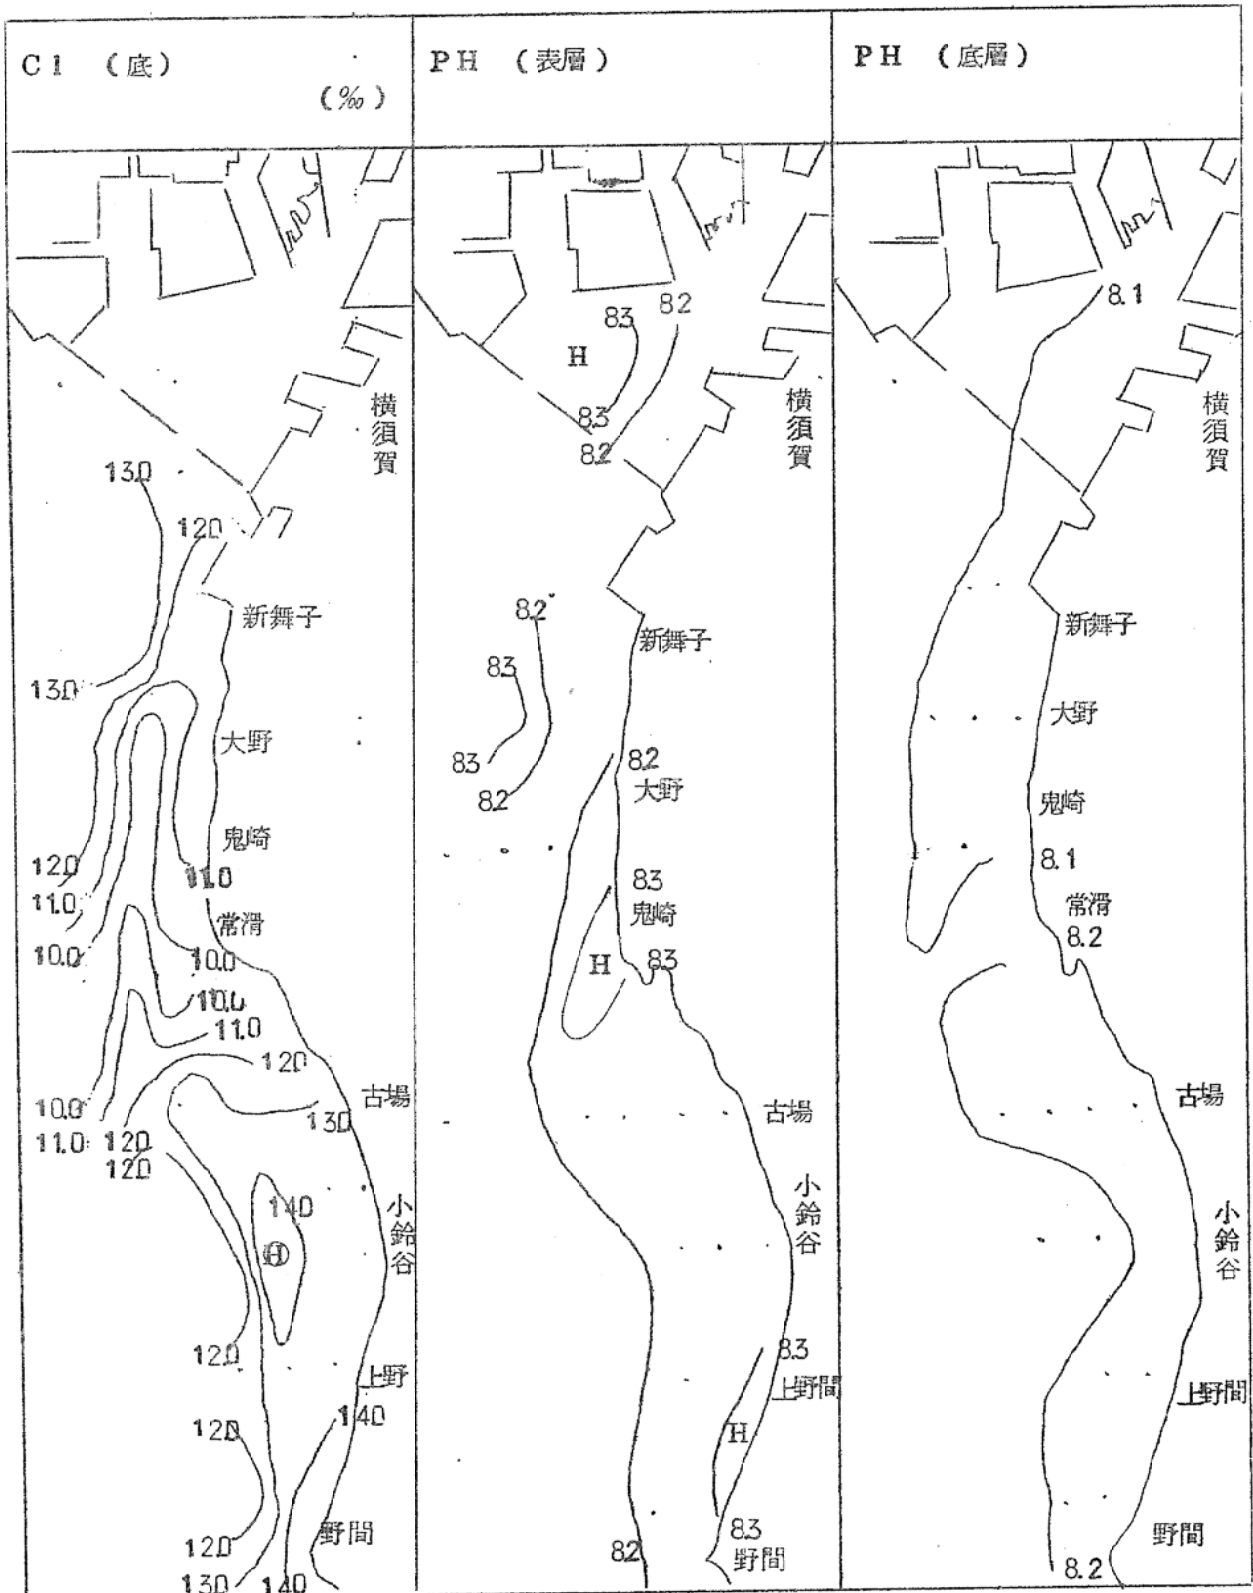 Cl （底）
（‰）
横須賀
13.0
12.0
新舞子
13.0
大野
鬼崎
12.0
11.0
11.0
常滑
10.0
10.0
10.0
11.0
12.0
古場
10.0
13.0
11.0
12.0
12.0
小鈴谷
14.0
H
12.0
上野
14.0
12.0
野間
12.0
13.0
14.0
PH （表層）
8.2
8.3
H
横須賀
8.3
8.2
8.2
新舞子
8.3
8.3
8.2
大野
8.2
8.3
鬼崎
H
8.3
古場
小鈴谷
8.3
上野間
H
8.3
8.2
野間
PH （底層）
8.1
横須賀
新舞子
大野
鬼崎
8.1
常滑
8.2
古場
小鈴谷
上野間
野間
8.2